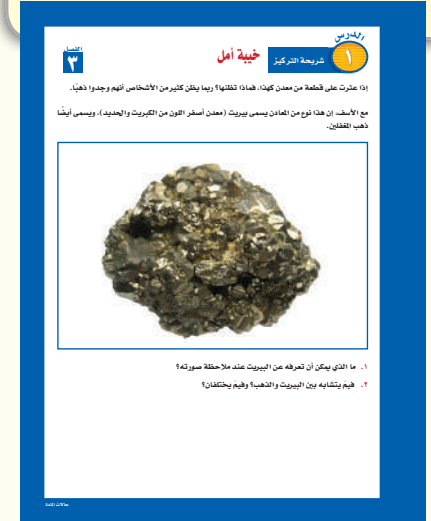 الدرس
١
شريحة التركيز
خيبة أمل
الفصل
٣
إذا عثرت على قطعة من معدن كهذا، فماذا تظنها؟ ربما يظن كثير من الأشخاص أنهم وجدوا ذهبًا.
مع الأسف، إن هذا نوع من المعادن يسمى بيريت (معدن أصفر اللون من الكبريت والحديد)، ويسمى أيضًا
ذهب المغفلين.
١. ما الذي يمكن أن تعرفه عن البيريت عند ملاحظة صورته؟
٢. فيمَ يتشابه بين البيريت والذهب؟ وفيمَ يختلفان؟
حالات المادة